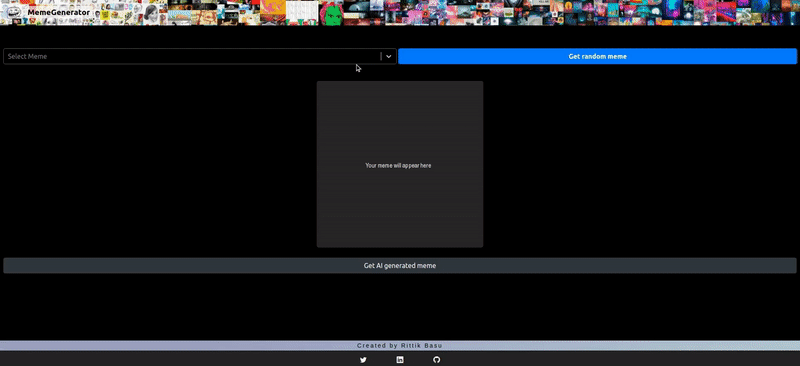 MemeGenerator
Select Meme
Get random meme
Your meme will appear here
Get AI generated meme
Created by Rittik Basu